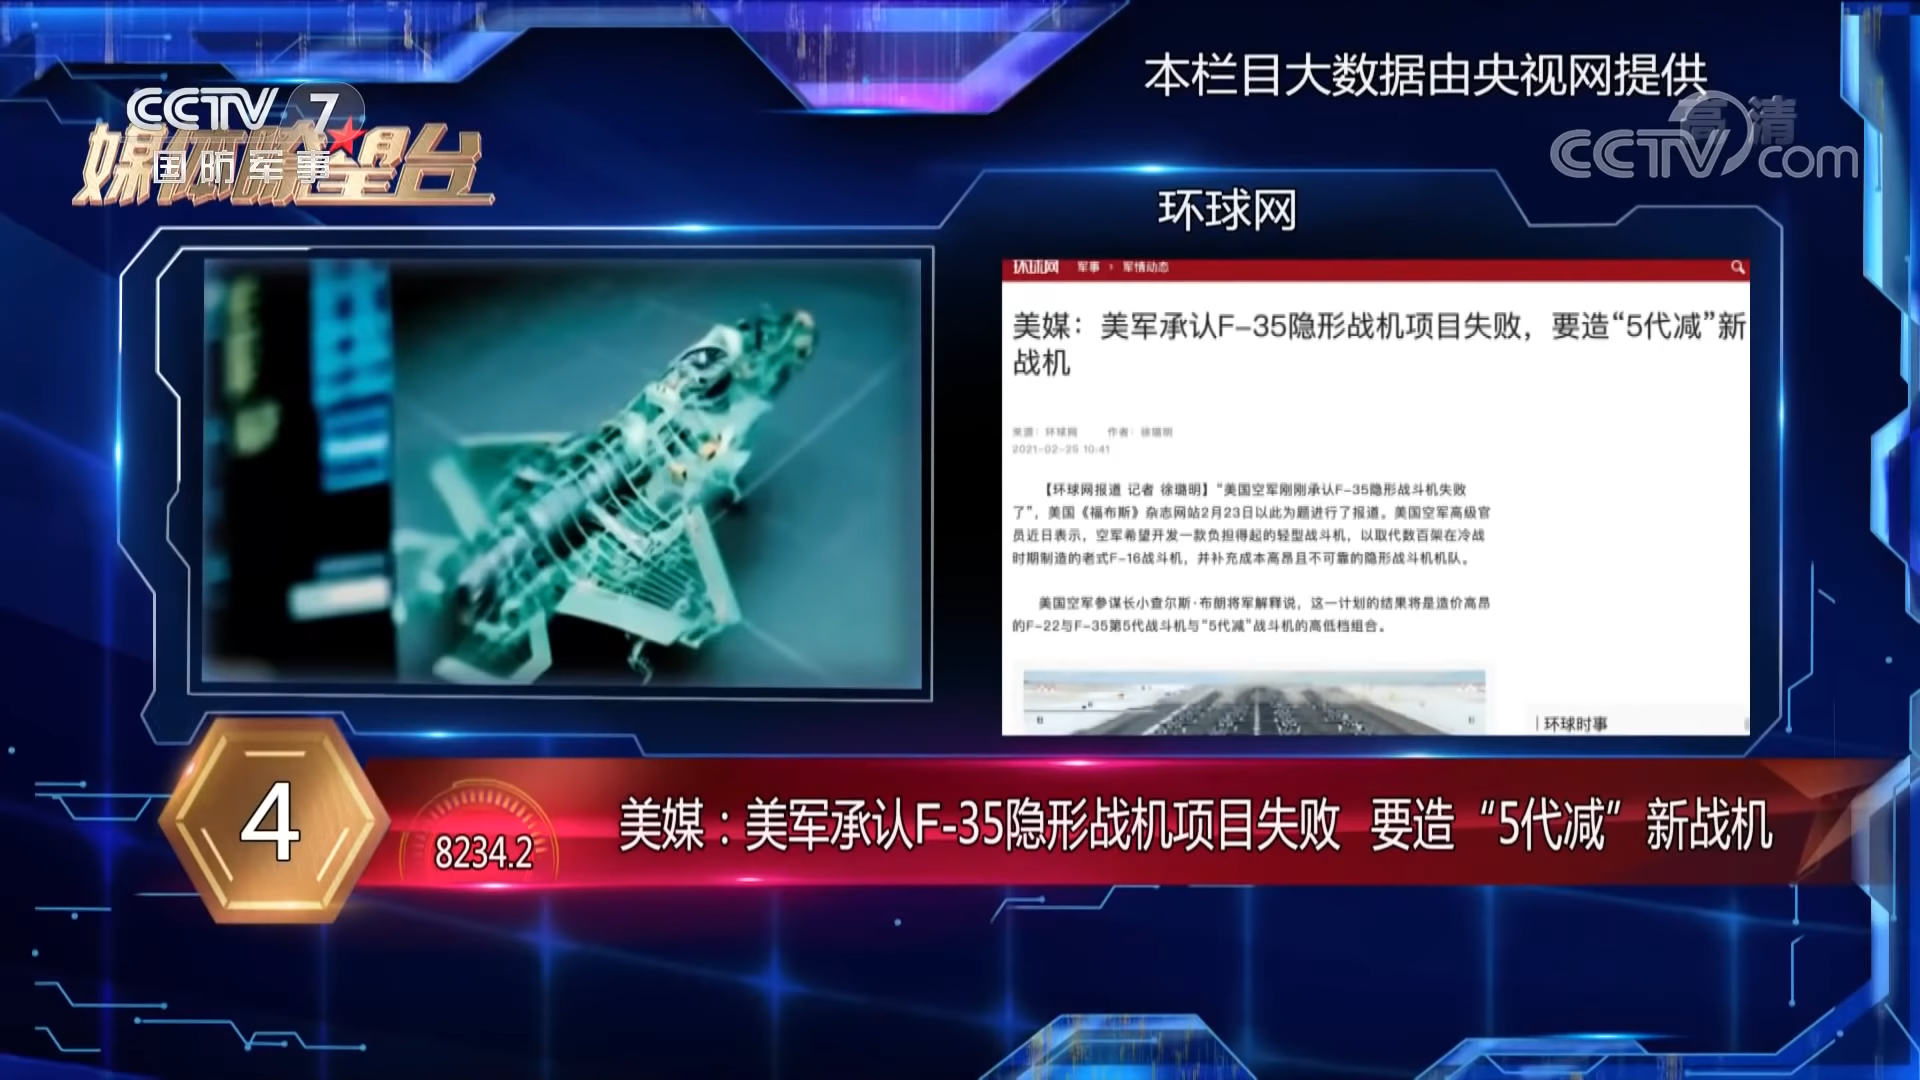 本栏目大数据由央视网提供
CCTV 7
国防军事
媒体瞭望台
高清
CCTV.com
环球网
环球网 军事 › 军情动态
美媒：美军承认F-35隐形战机项目失败，要造“5代减”新
战机
来源：环球网 作者：徐璐明
2021-02-25 10:41
【环球网报道 记者 徐璐明】“美国空军刚刚承认F-35隐形战斗机失败
了”，美国《福布斯》杂志网站2月23日以此为题进行了报道。美国空军高级官
员近日表示，空军希望开发一款负担得起的轻型战斗机，以取代数百架在冷战
时期制造的老式F-16战斗机，并补充成本高昂且不可靠的隐形战斗机机队。
美国空军参谋长小查尔斯·布朗将军解释说，这一计划的结果将是造价高昂
的F-22与F-35第5代战斗机与“5代减”战斗机的高低档组合。
环球时事
4
8234.2
美媒：美军承认F-35隐形战机项目失败 要造“5代减”新战机